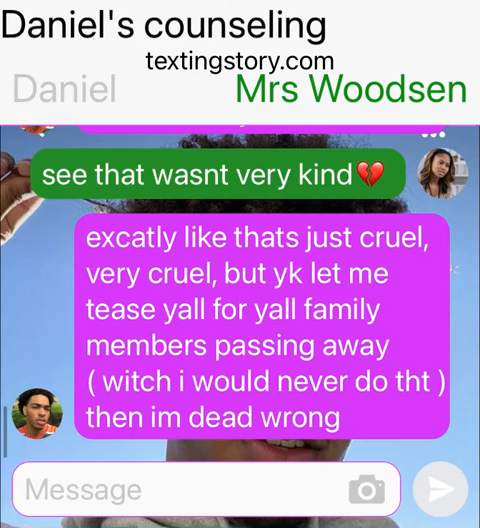 Daniel's counseling
textingstory.com
Daniel Mrs Woodsen
see that wasnt very kind💔
excatly like thats just cruel,
very cruel, but yk let me
tease yall for yall family
members passing away
( witch i would never do tht )
then im dead wrong
Message